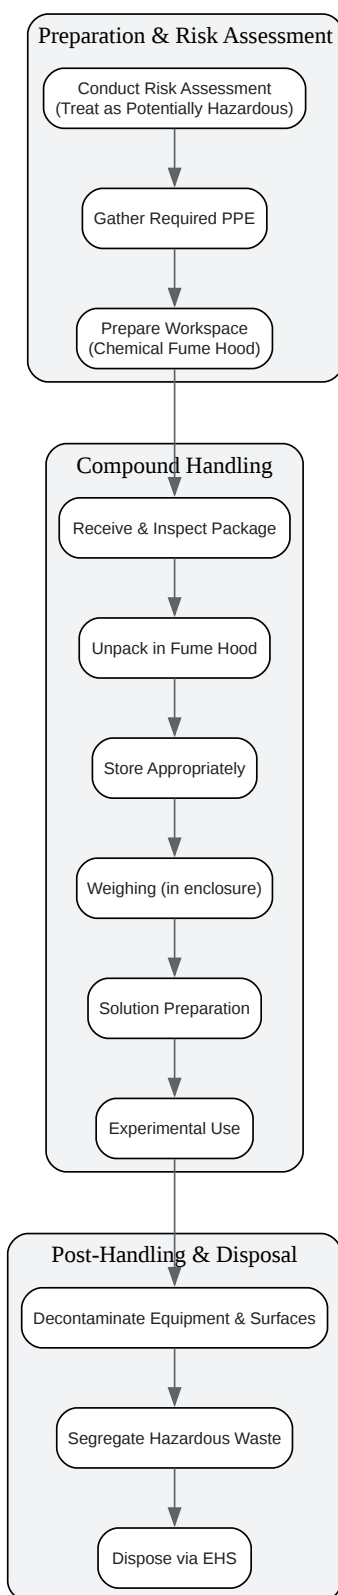 Preparation & Risk Assessment
Conduct Risk Assessment
(Treat as Potentially Hazardous)
Gather Required PPE
Prepare Workspace
(Chemical Fume Hood)
Compound Handling
Receive & Inspect Package
Unpack in Fume Hood
Store Appropriately
Weighing (in enclosure)
Solution Preparation
Experimental Use
Post-Handling & Disposal
Decontaminate Equipment & Surfaces
Segregate Hazardous Waste
Dispose via EHS